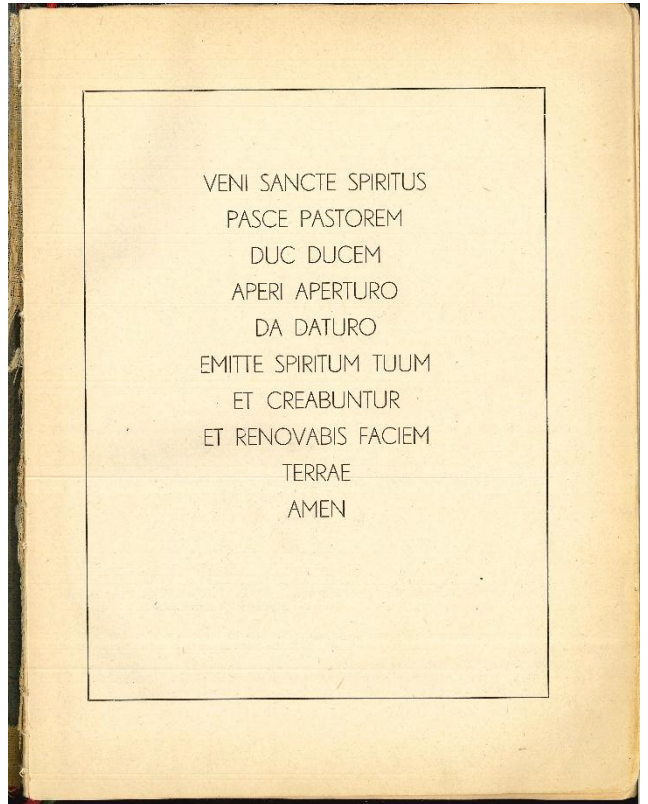 VENI SANCTE SPIRITUS
PASCE PASTOREM
DUC DUCEM
APERI APERTURO
DA DATURO
EMITTE SPIRITUM TUUM
ET CREABUNTUR
ET RENOVABIS FACIEM
TERRAE
AMEN